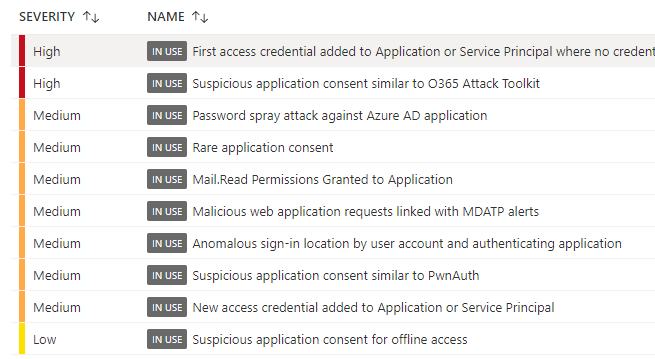 SEVERITY ↑↓ NAME ↑↓
High IN USE First access credential added to Application or Service Principal where no credent
High IN USE Suspicious application consent similar to O365 Attack Toolkit
Medium IN USE Password spray attack against Azure AD application
Medium IN USE Rare application consent
Medium IN USE Mail.Read Permissions Granted to Application
Medium IN USE Malicious web application requests linked with MDATP alerts
Medium IN USE Anomalous sign-in location by user account and authenticating application
Medium IN USE Suspicious application consent similar to PwnAuth
Medium IN USE New access credential added to Application or Service Principal
Low IN USE Suspicious application consent for offline access